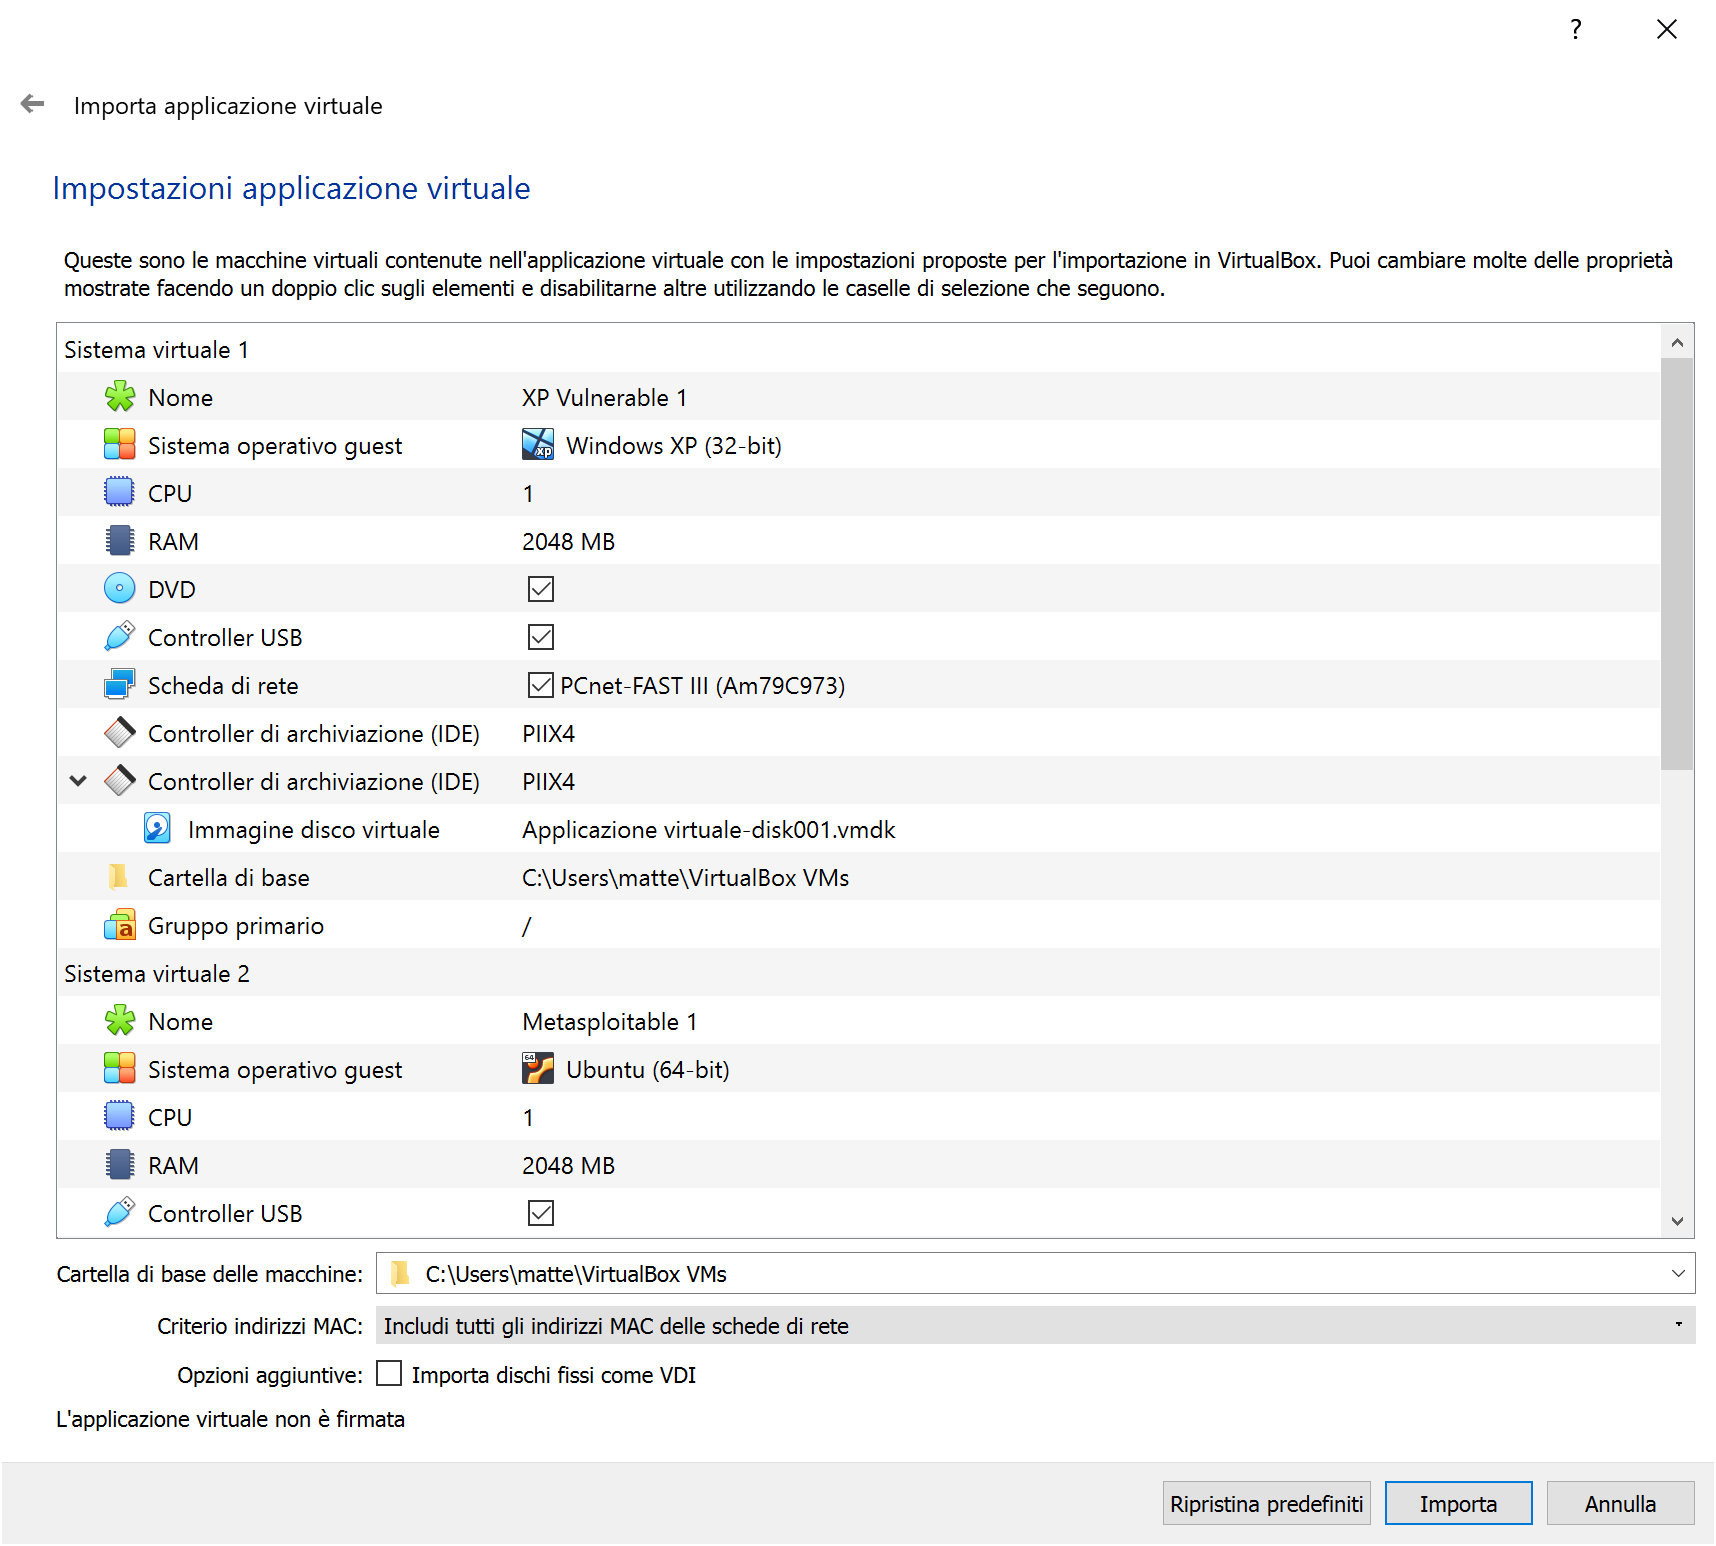 ?
Importa applicazione virtuale
Impostazioni applicazione virtuale
Queste sono le macchine virtuali contenute nell'applicazione virtuale con le impostazioni proposte per l'importazione in VirtualBox. Puoi cambiare molte delle proprietà
mostrate facendo un doppio clic sugli elementi e disabilitarne altre utilizzando le caselle di selezione che seguono.
Sistema virtuale 1
Nome XP Vulnerable 1
Sistema operativo guest xp Windows XP (32-bit)
CPU 1
RAM 2048 MB
DVD
Controller USB
Scheda di rete PCnet-FAST III (Am79C973)
Controller di archiviazione (IDE) PIIX4
Controller di archiviazione (IDE) PIIX4
Immagine disco virtuale Applicazione virtuale-disk001.vmdk
Cartella di base C:\Users\matte\VirtualBox VMs
a Gruppo primario /
Sistema virtuale 2
Nome Metasploitable 1
Sistema operativo guest 64 Ubuntu (64-bit)
CPU 1
RAM 2048 MB
Controller USB
Cartella di base delle macchine: C:\Users\matte\VirtualBox VMs
Criterio indirizzi MAC: Includi tutti gli indirizzi MAC delle schede di rete
Opzioni aggiuntive: Importa dischi fissi come VDI
L'applicazione virtuale non è firmata
Ripristina predefiniti Importa Annulla